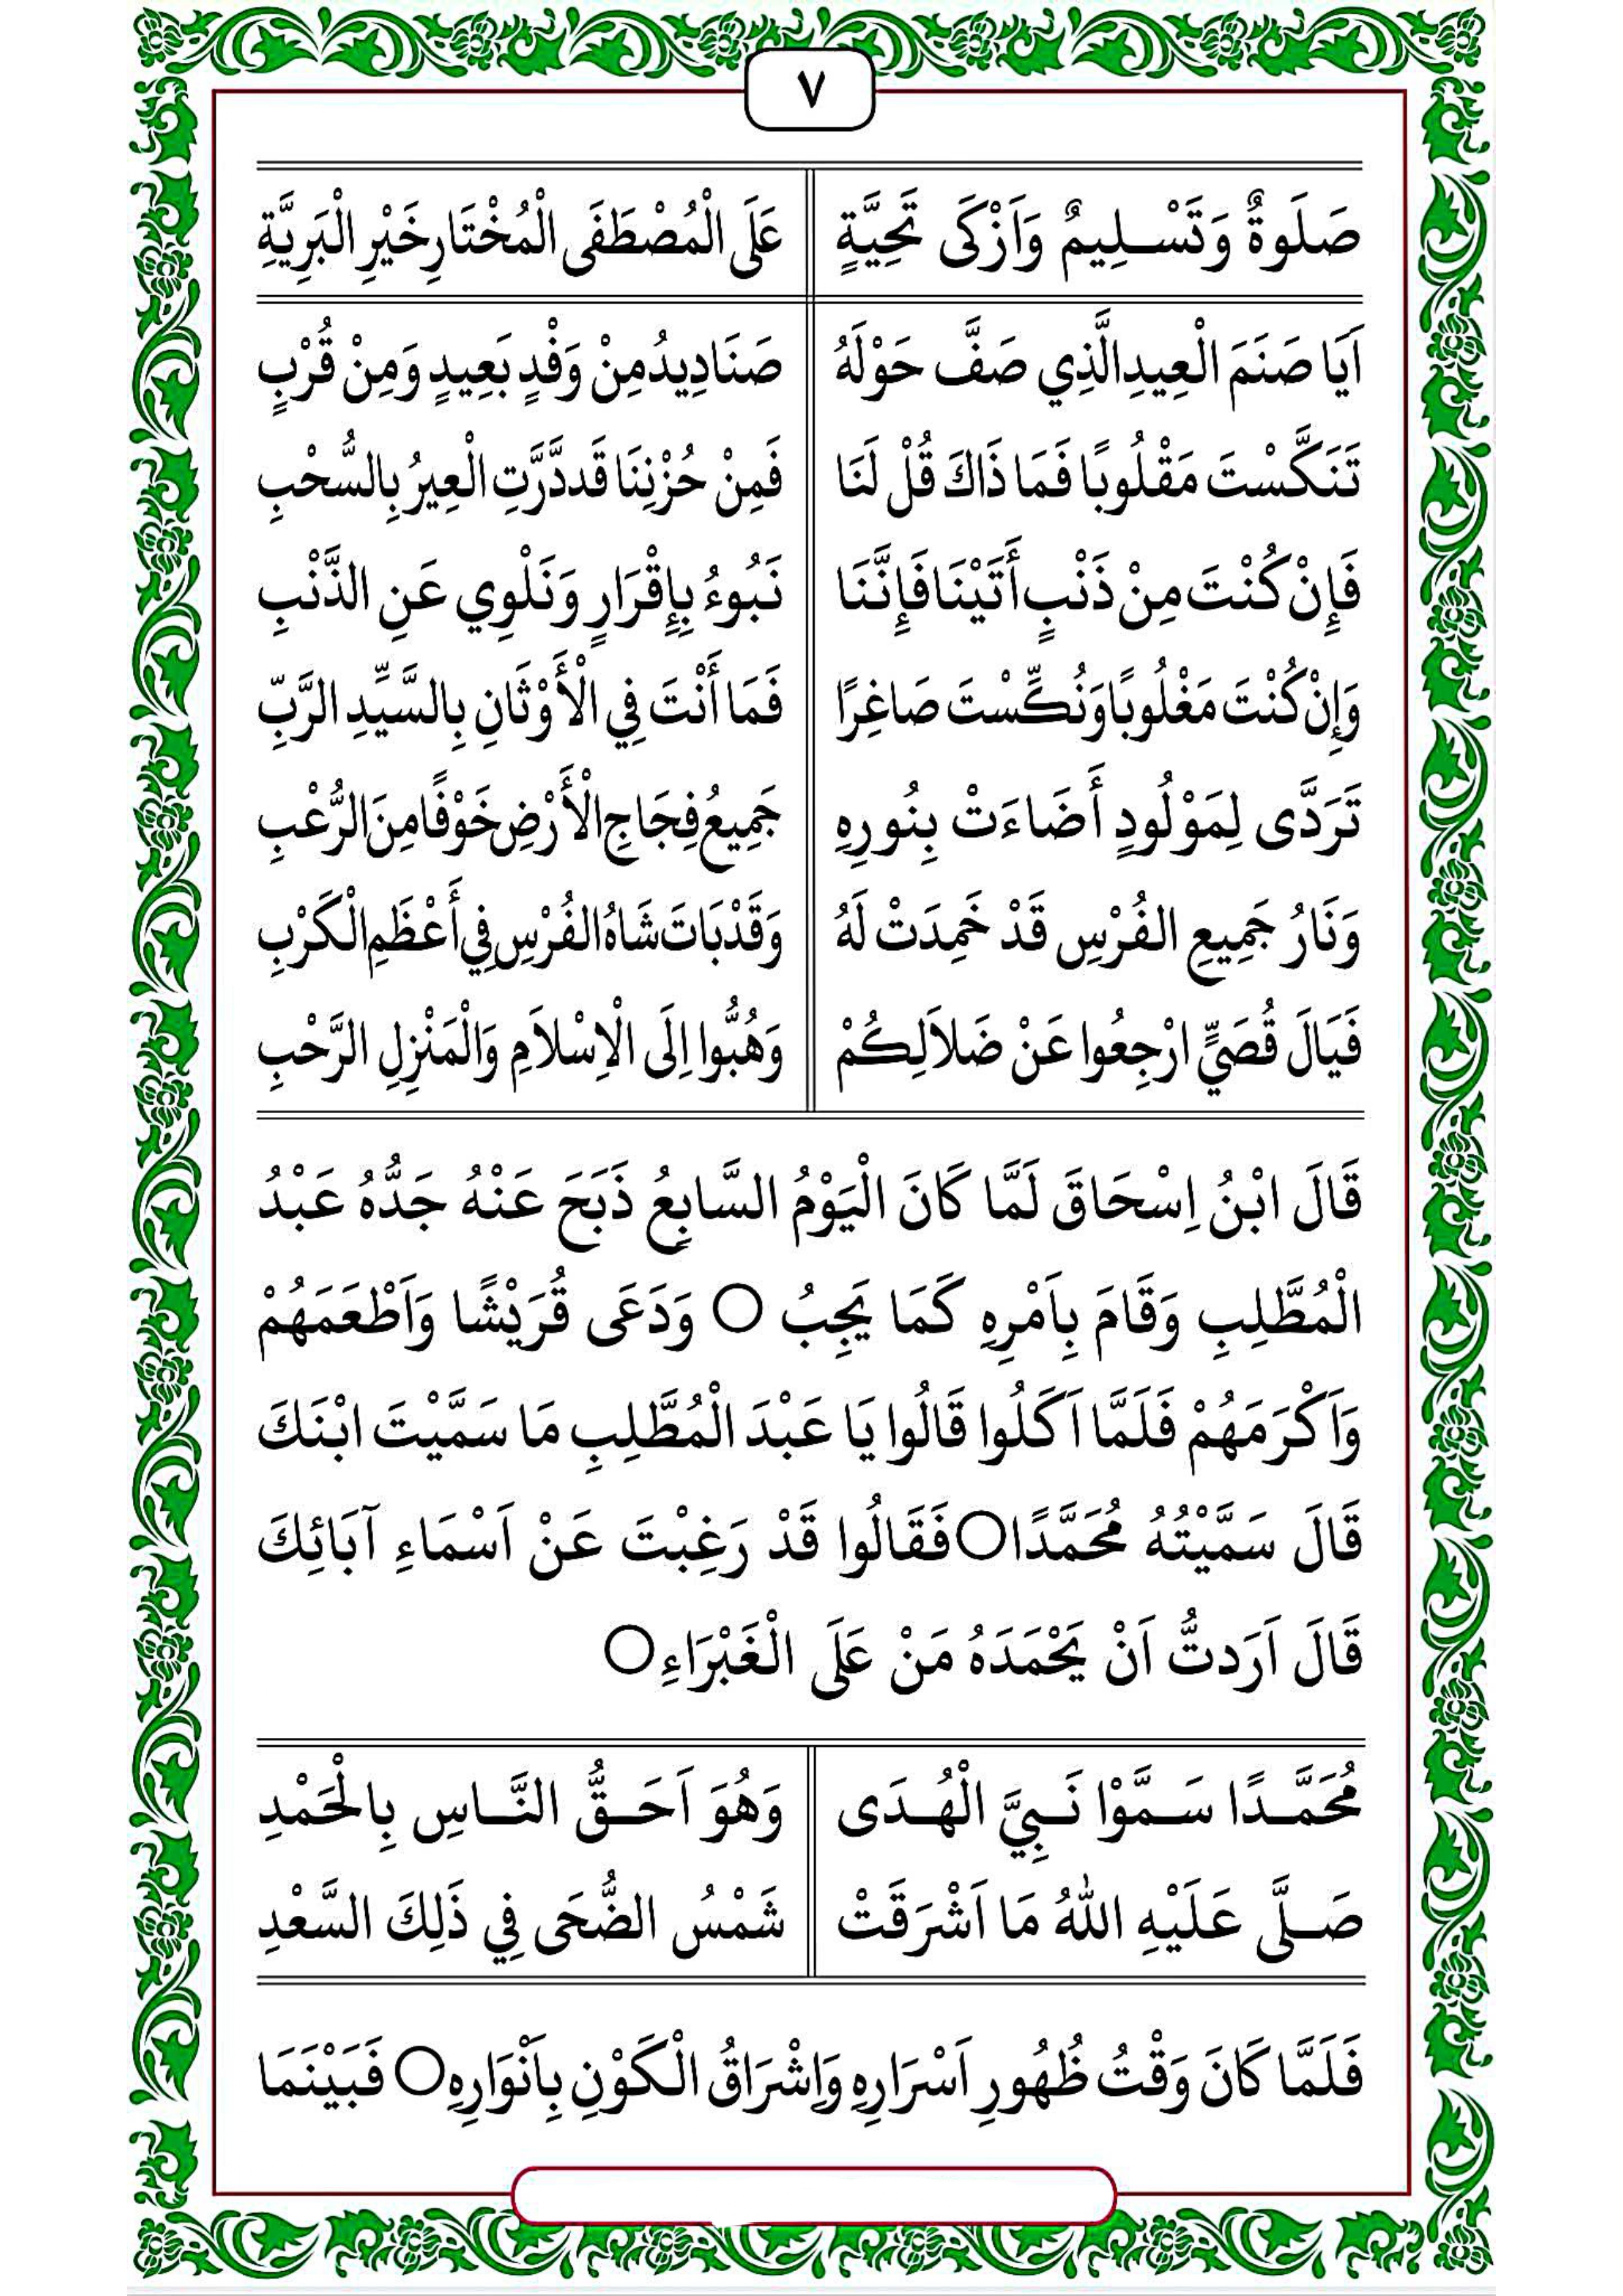 ٧
صَلَوةٌ وَتَسْلِيمٌ وَاَزْكَى تَحِيَّةٍ عَلَى الْمُصْطَفَى الْمُخْتَارِ خَيْرِ الْبَرِيَّةِ
اَيَا صَنَمَ الْعِيدِ الَّذِي صَفَّ حَوْلَهُ صَنَادِيدُ مِنْ وَفْدٍ بَعِيدٍ وَمِنْ قُرْبٍ
تَنَكَّسْتَ مَقْلُوبًا فَمَا ذَاكَ قُلْ لَنَا فَمِنْ حُزْنِنَا قَد دَّرَّتِ الْعِيرُ بِالسُّحْبِ
فَإِنْ كُنْتَ مِنْ ذَنْبٍ أَتَيْنَا فَإِنَّنَا نَبُوءُ بِإِقْرَارٍ وَنَلْوِي عَنِ الذَّنْبِ
وَإِنْ كُنْتَ مَغْلُوبًا وَنُكِّسْتَ صَاغِرًا فَمَا أَنْتَ فِي الْأَوْثَانِ بِالسَّيِّدِ الرَّبِّ
تَرَدَّى لِمَوْلُودٍ أَضَاءَتْ بِنُورِهِ جَمِيعُ فِجَاجِ الْأَرْضِ خَوْفًا مِنَ الرُّعْبِ
وَنَارُ جَمِيعِ الفُرْسِ قَدْ خَمِدَتْ لَهُ وَقَدْ بَاتَ شَاهُ الفُرْسِ فِي أَعْظَمِ الْكَرْبِ
فَيَالَ قُصَيٍّ ارْجِعُوا عَنْ ضَلاَلِكُمْ وَهُبُّوا اِلَى الْاِسْلاَمِ وَالْمَنْزِلِ الرَّحْبِ
قَالَ ابْنُ اِسْحَاقَ لَمَّا كَانَ الْيَوْمُ السَّابِعُ ذَبَحَ عَنْهُ جَدُّهُ عَبْدُ
الْمُطَّلِبِ وَقَامَ بِاَمْرِهِ كَمَا يَجِبُ ○ وَدَعَى قُرَيْشًا وَاَطْعَمَهُمْ
وَاَكْرَمَهُمْ فَلَمَّا اَكَلُوا قَالُوا يَا عَبْدَ الْمُطَّلِبِ مَا سَمَّيْتَ ابْنَكَ
قَالَ سَمَّيْتُهُ مُحَمَّدًا○ فَقَالُوا قَدْ رَغِبْتَ عَنْ اَسْمَاءِ آبَائِكَ
قَالَ اَرَدتُّ اَنْ يَحْمَدَهُ مَنْ عَلَى الْغَبْرَاءِ○
مُحَمَّدًا سَمَّوْا نَبِيَّ الْهُدَى وَهُوَ اَحَقُّ النَّاسِ بِالْحَمْدِ
صَلَّى عَلَيْهِ اللهُ مَا اَشْرَقَتْ شَمْسُ الضُّحَى فِي ذَلِكَ السَّعْدِ
فَلَمَّا كَانَ وَقْتُ ظُهُورِ اَسْرَارِهِ وَاِشْرَاقُ الْكَوْنِ بِاَنْوَارِهِ○ فَبَيْنَمَا